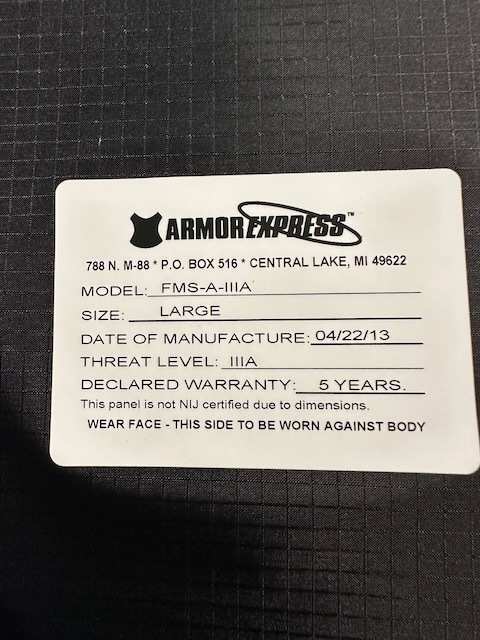 ARMOR EXPRESS™
788 N. M-88 * P.O. BOX 516 * CENTRAL LAKE, MI 49622
MODEL: FMS-A-IIIA
SIZE: LARGE
DATE OF MANUFACTURE: 04/22/13
THREAT LEVEL: IIIA
DECLARED WARRANTY: 5 YEARS.
This panel is not NIJ certified due to dimensions.
WEAR FACE - THIS SIDE TO BE WORN AGAINST BODY